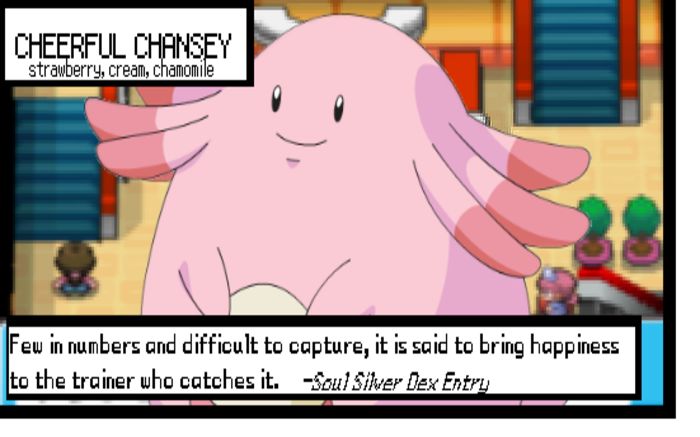 CHEERFUL CHANSEY
strawberry, cream, chamomile
Few in numbers and difficult to capture, it is said to bring happiness
to the trainer who catches it. -Soul Silver Dex Entry